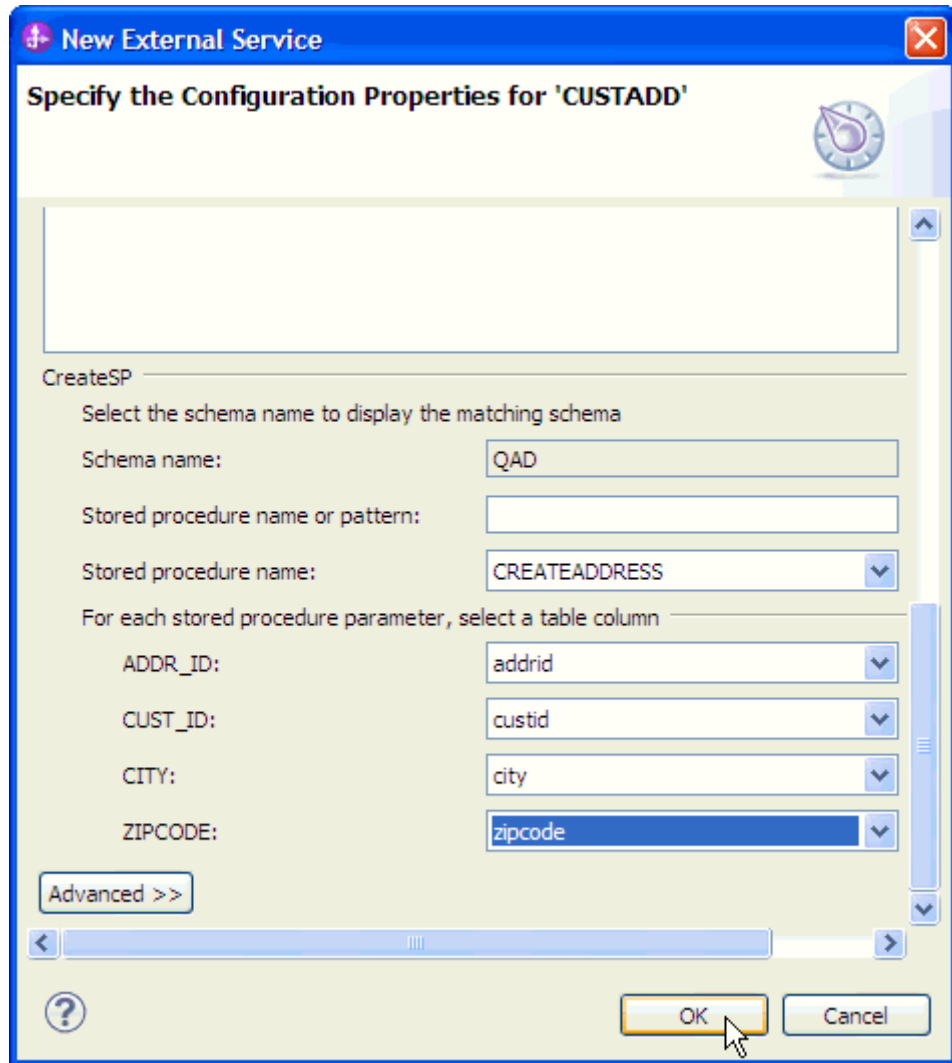 New External Service
Specify the Configuration Properties for 'CUSTADD'
CreateSP
Select the schema name to display the matching schema
Schema name: QAD
Stored procedure name or pattern:
Stored procedure name: CREATEADDRESS
For each stored procedure parameter, select a table column
ADDR_ID: addrid
CUST_ID: custid
CITY: city
ZIPCODE: zipcode
Advanced >>
? OK Cancel